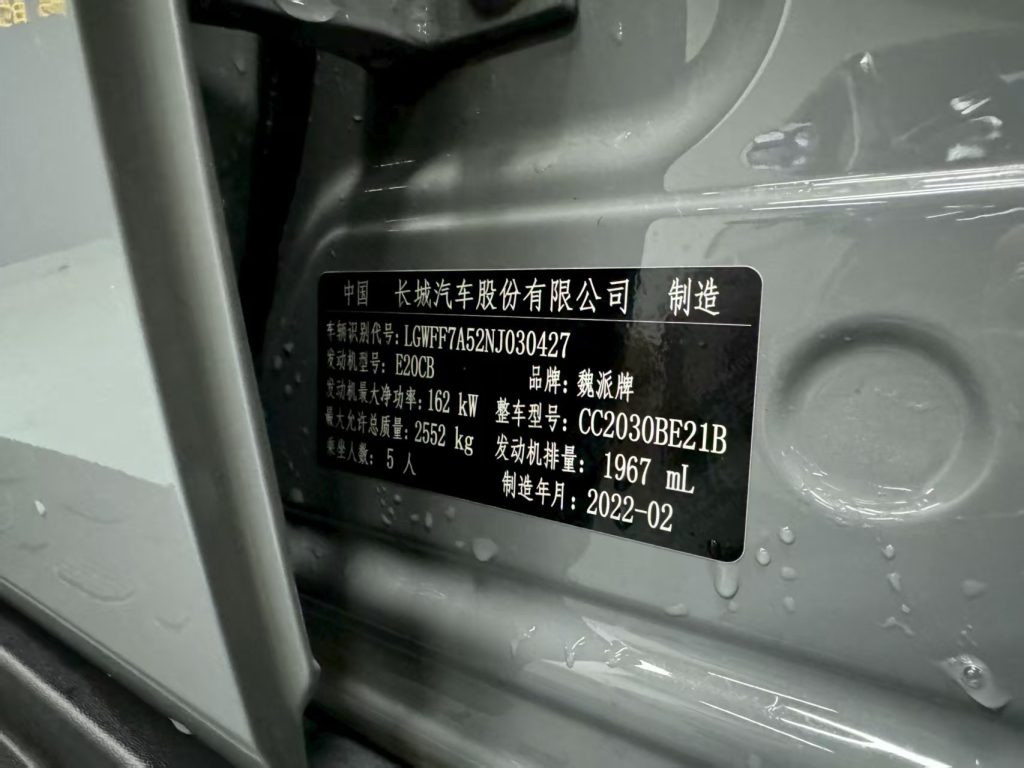 中国 长城汽车股份有限公司 制造
车辆识别代号: LGWFF7A52NJ030427
发动机型号: E20CB
品牌: 魏派牌
发动机最大净功率: 162 kW
整车型号: CC2030BE21B
最大允许总质量: 2552 kg
发动机排量: 1967 mL
乘坐人数: 5 人
制造年月: 2022-02